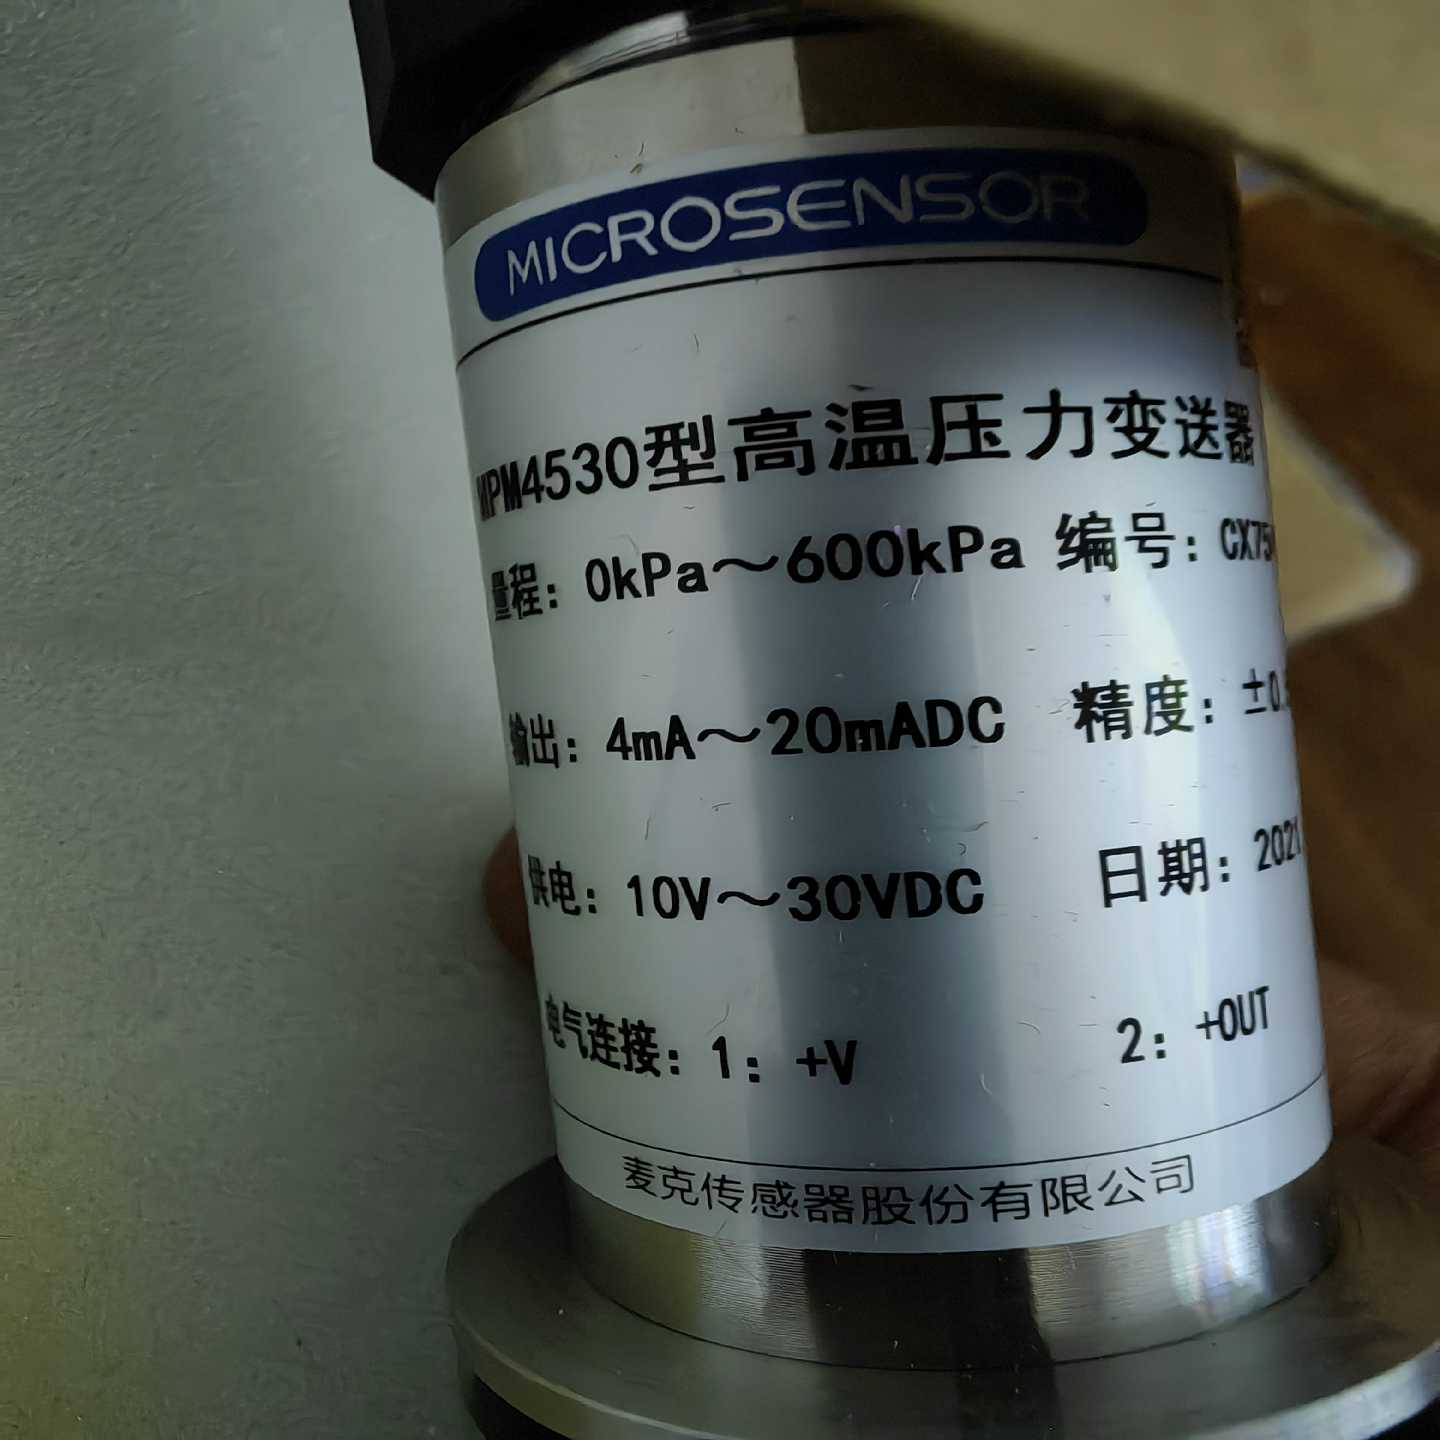 MICROSENSOR
MPM4530型高温压力变送器
量程：0kPa～600kPa 编号：CX75
输出：4mA～20mADC 精度：±0.
供电：10V～30VDC 日期：2021
电气连接：1：+V 2：+OUT
麦克传感器股份有限公司